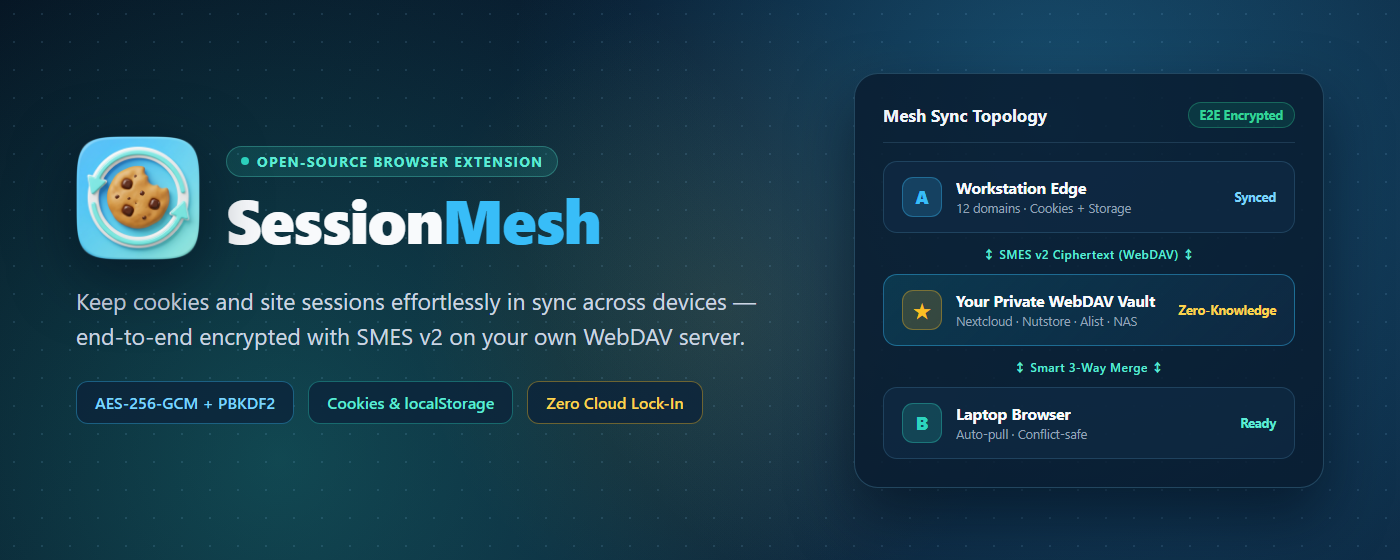 OPEN-SOURCE BROWSER EXTENSION
SessionMesh
Keep cookies and site sessions effortlessly in sync across devices —
end-to-end encrypted with SMES v2 on your own WebDAV server.
AES-256-GCM + PBKDF2
Cookies & localStorage
Zero Cloud Lock-In
Mesh Sync Topology
E2E Encrypted
A
Workstation Edge
12 domains · Cookies + Storage
Synced
↕ SMES v2 Ciphertext (WebDAV) ↕
★
Your Private WebDAV Vault
Nextcloud · Nutstore · Alist · NAS
Zero-Knowledge
↕ Smart 3-Way Merge ↕
B
Laptop Browser
Auto-pull · Conflict-safe
Ready